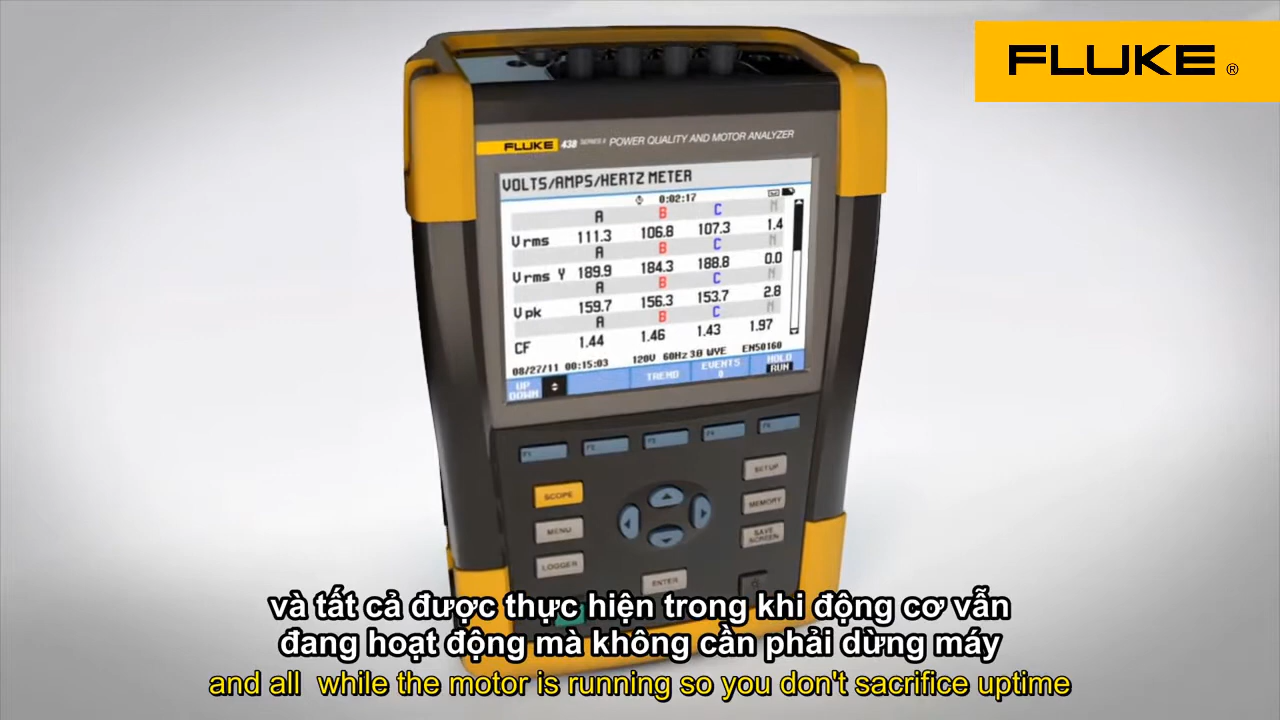 FLUKE ®
FLUKE 438 SERIES II POWER QUALITY AND MOTOR ANALYZER
VOLTS/AMPS/HERTZ METER
0:02:17
A B C N
Vrms 111.3 106.8 107.3 1.4
A B C N
Vrms Y 189.9 184.3 188.8 0.0
A B C N
Vpk 159.7 156.3 153.7 2.8
A B C N
CF 1.44 1.46 1.43 1.97
08/27/11 00:15:03 120V 60Hz 3Ø WYE EN50160
UP DOWN TREND EVENTS 0 HOLD RUN
F1 F2 F3 F4 F5
SCOPE
SETUP
MENU
MEMORY
LOGGER
SAVE SCREEN
ENTER
và tất cả được thực hiện trong khi động cơ vẫn
đang hoạt động mà không cần phải dừng máy
and all while the motor is running so you don't sacrifice uptime